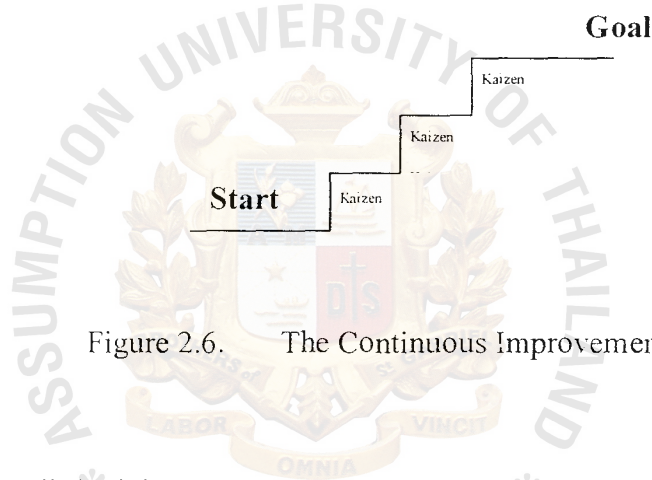 Goal
Kaizen
Kaizen
Start
Kaizen
Figure 2.6. The Continuous Improvemen
ASSUMPTION UNIVERSITY OF THAILAND
D S
LABOR OMNIA VINCIT